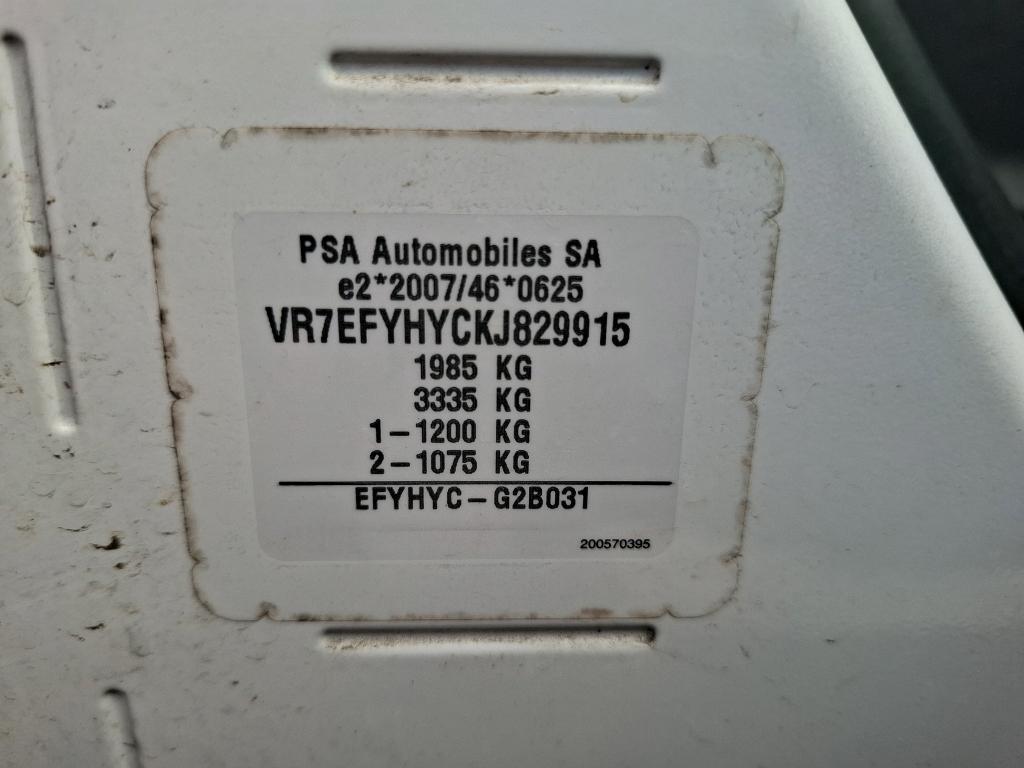 PSA Automobiles SA
e2*2007/46*0625
VR7EFYHYCKJ829915
1985 KG
3335 KG
1-1200 KG
2-1075 KG
EFYHYC-G2B031
200570395